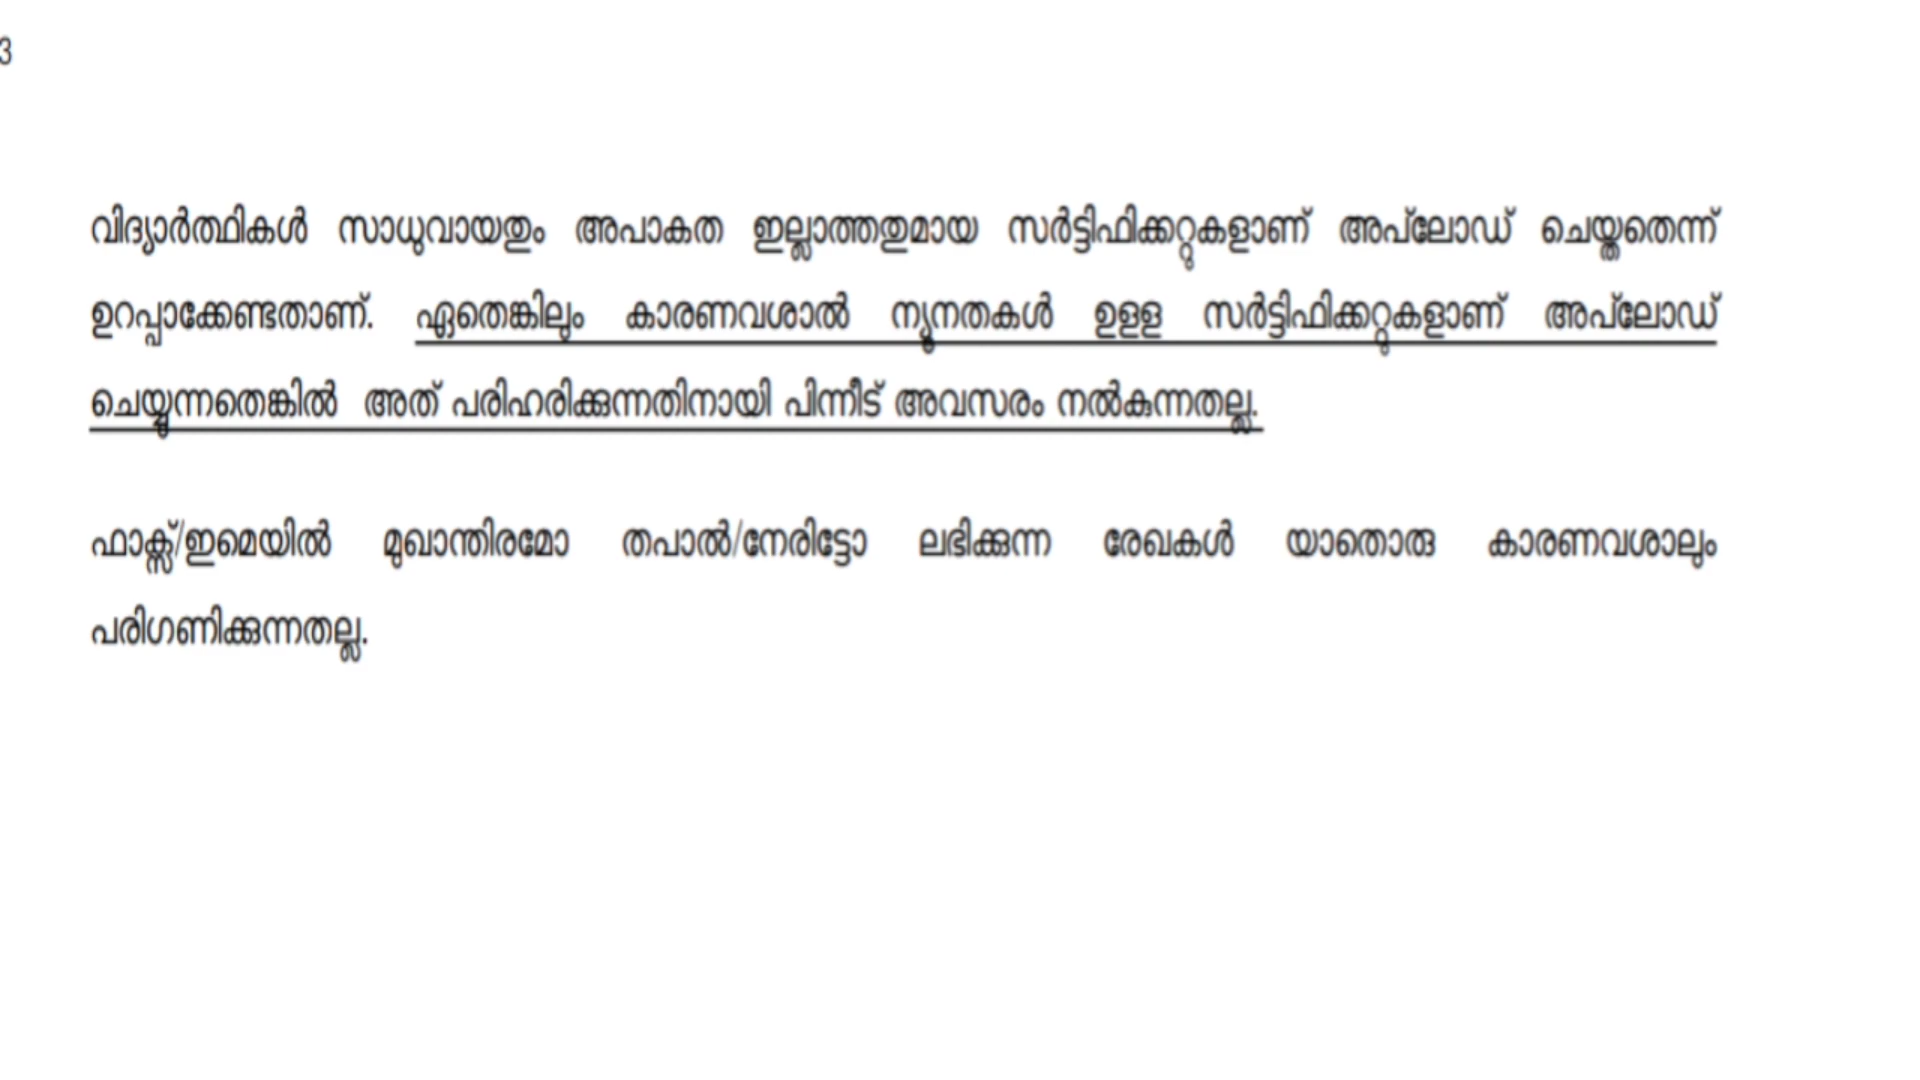 3
വിദ്യാർത്ഥികൾ സാധുവായതും അപാകത ഇല്ലാത്തതുമായ സർട്ടിഫിക്കറ്റുകളാണ് അപ്‌ലോഡ് ചെയ്തതെന്ന്
ഉറപ്പാക്കേണ്ടതാണ്. ഏതെങ്കിലും കാരണവശാൽ ന്യൂനതകൾ ഉളള സർട്ടിഫിക്കറ്റുകളാണ് അപ്‌ലോഡ്
ചെയ്യുന്നതെങ്കിൽ അത് പരിഹരിക്കുന്നതിനായി പിന്നീട് അവസരം നൽകുന്നതല്ല.
ഫാക്സ്/ഇമെയിൽ മുഖാന്തിരമോ തപാൽ/നേരിട്ടോ ലഭിക്കുന്ന രേഖകൾ യാതൊരു കാരണവശാലും
പരിഗണിക്കുന്നതല്ല.